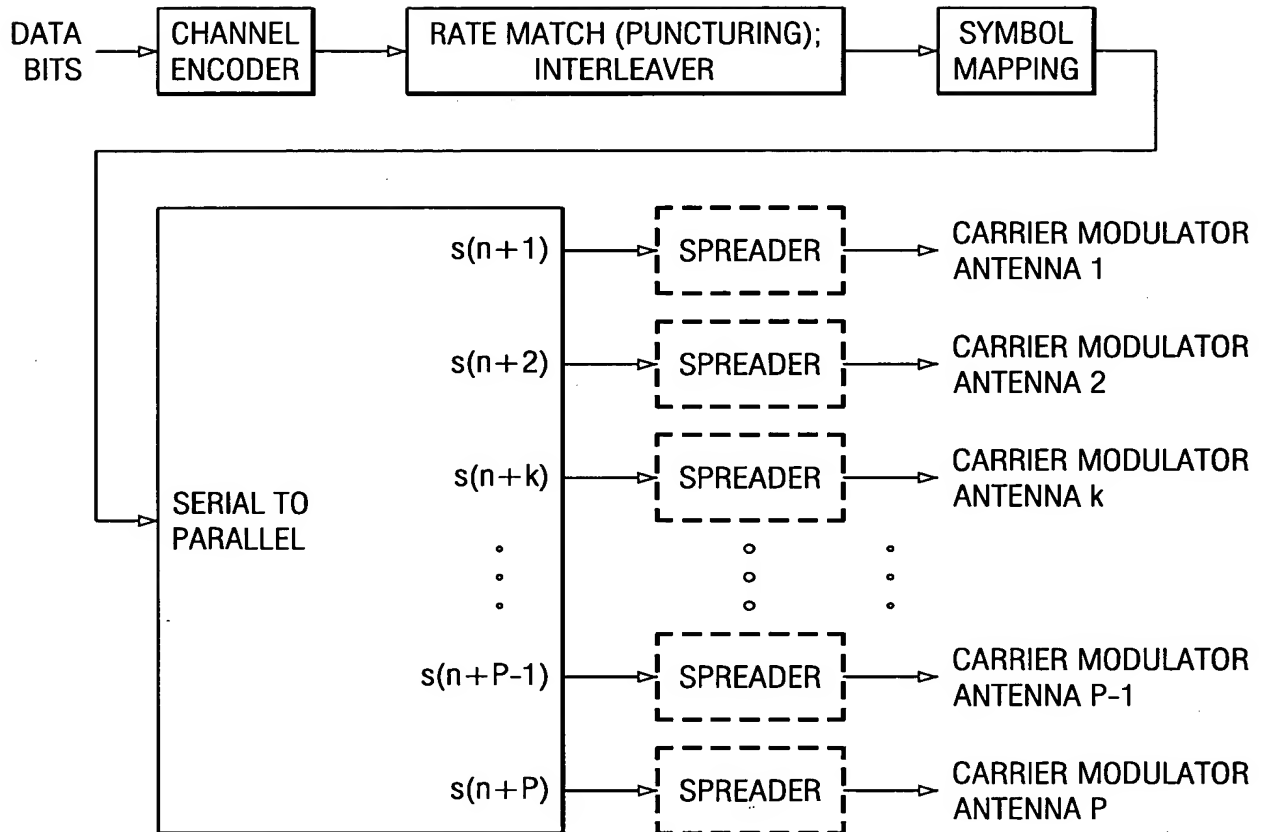 DATA
BITS
CHANNEL
ENCODER
RATE MATCH (PUNCTURING);
INTERLEAVER
SYMBOL
MAPPING
SERIAL TO
PARALLEL
s(n+1)
SPREADER
CARRIER MODULATOR
ANTENNA 1
s(n+2)
SPREADER
CARRIER MODULATOR
ANTENNA 2
s(n+k)
SPREADER
CARRIER MODULATOR
ANTENNA k
s(n+P-1)
SPREADER
CARRIER MODULATOR
ANTENNA P-1
s(n+P)
SPREADER
CARRIER MODULATOR
ANTENNA P